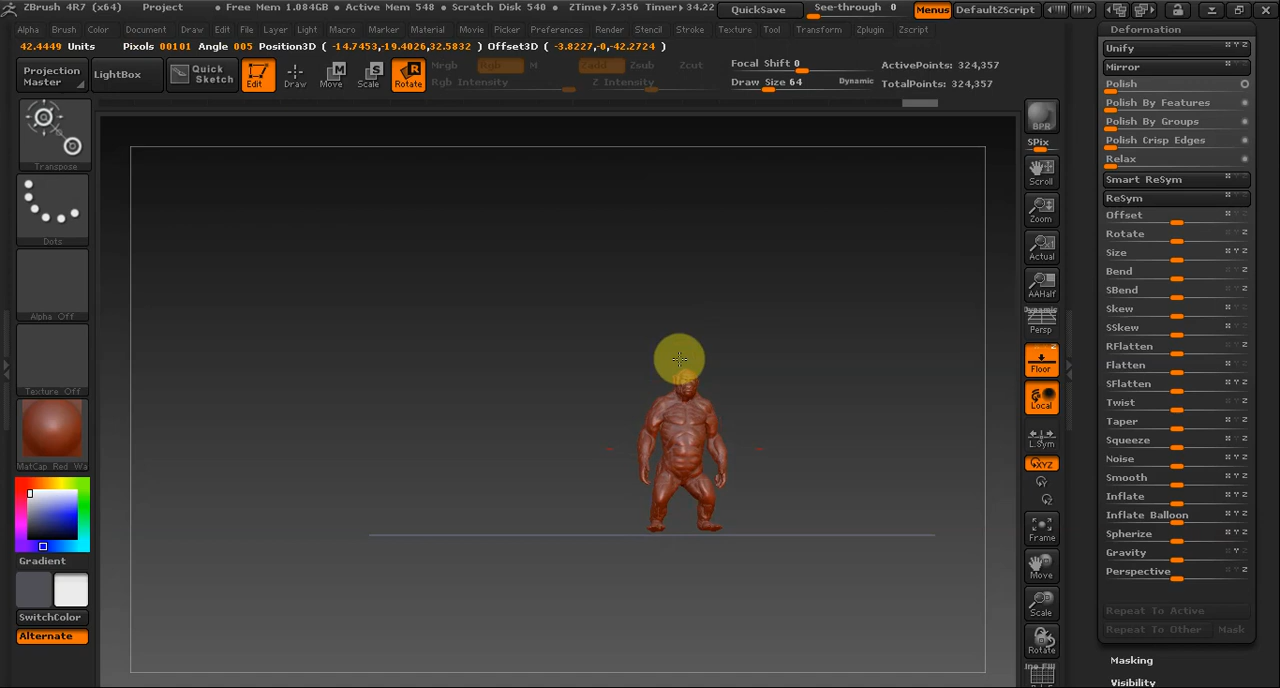 ZBrush 4R7 (x64) Project • Free Mem 1.084GB • Active Mem 548 • Scratch Disk 540 • ZTime▸7.356 Timer▸34.22 QuickSave See-through 0 Menus DefaultZScript
Alpha Brush Color Document Draw Edit File Layer Light Macro Marker Material Movie Picker Preferences Render Stencil Stroke Texture Tool Transform Zplugin Zscript
42.4449 Units Pixols 00101 Angle 005 Position3D ( -14.7453,-19.4026,32.5832 ) Offset3D ( -3.8227,-0,-42.2724 )
Projection Master
LightBox
Quick Sketch
Edit
Draw
Move
Scale
Rotate
Mrgb Rgb M
Rgb Intensity
Zadd Zsub Zcut
Z Intensity
Focal Shift 0
Draw Size 64 Dynamic
ActivePoints: 324,357
TotalPoints: 324,357
Transpose
Dots
Alpha Off
Texture Off
MatCap Red Wa
Gradient
SwitchColor
Alternate
BPR
SPix
Scroll
Zoom
Actual
AAHalf
Dynamic
Persp
Floor
Local
L.Sym
XYZ
Y
Z
Frame
Move
Scale
Rotate
Line Fill
Deformation
Unify
Mirror
Polish
Polish By Features
Polish By Groups
Polish Crisp Edges
Relax
Smart ReSym
ReSym
Offset
Rotate
Size
Bend
SBend
Skew
SSkew
RFlatten
Flatten
SFlatten
Twist
Taper
Squeeze
Noise
Smooth
Inflate
Inflate Balloon
Spherize
Gravity
Perspective
Repeat To Active
Repeat To Other Mask
Masking
Visibility